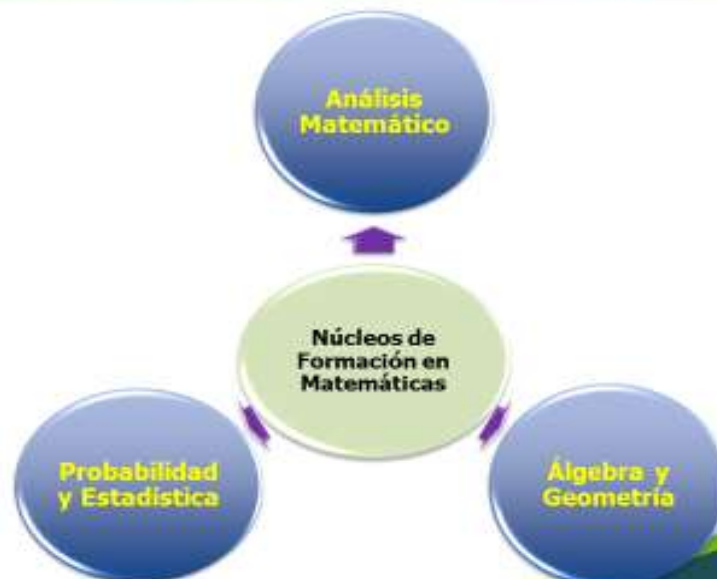 Análisis
Matemático
Núcleos de
Formación en
Matemáticas
Probabilidad
y Estadística
Álgebra y
Geometría